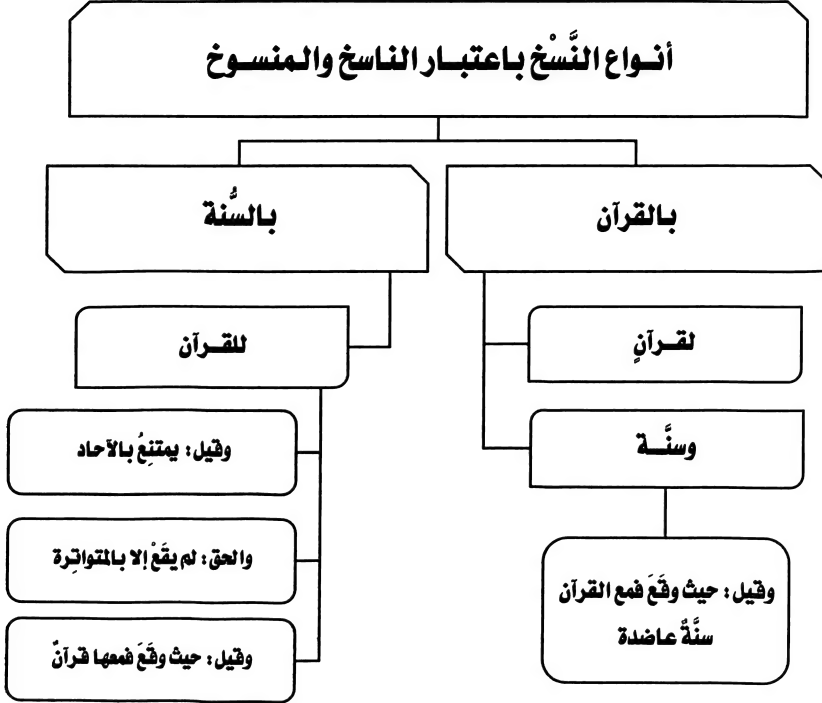 أنواع النَّسْخ باعتبار الناسخ والمنسوخ
بالقرآن
لقرآنٍ
وسنَّة
وقيل: حيث وقَعَ فمع القرآن
سنَّةٌ عاضدة
بالسُّنة
للقرآن
وقيل: يمتنِعُ بالآحاد
والحق: لم يقَعْ إلا بالمتواتِرة
وقيل: حيث وقَعَ فمعها قرآنٌ